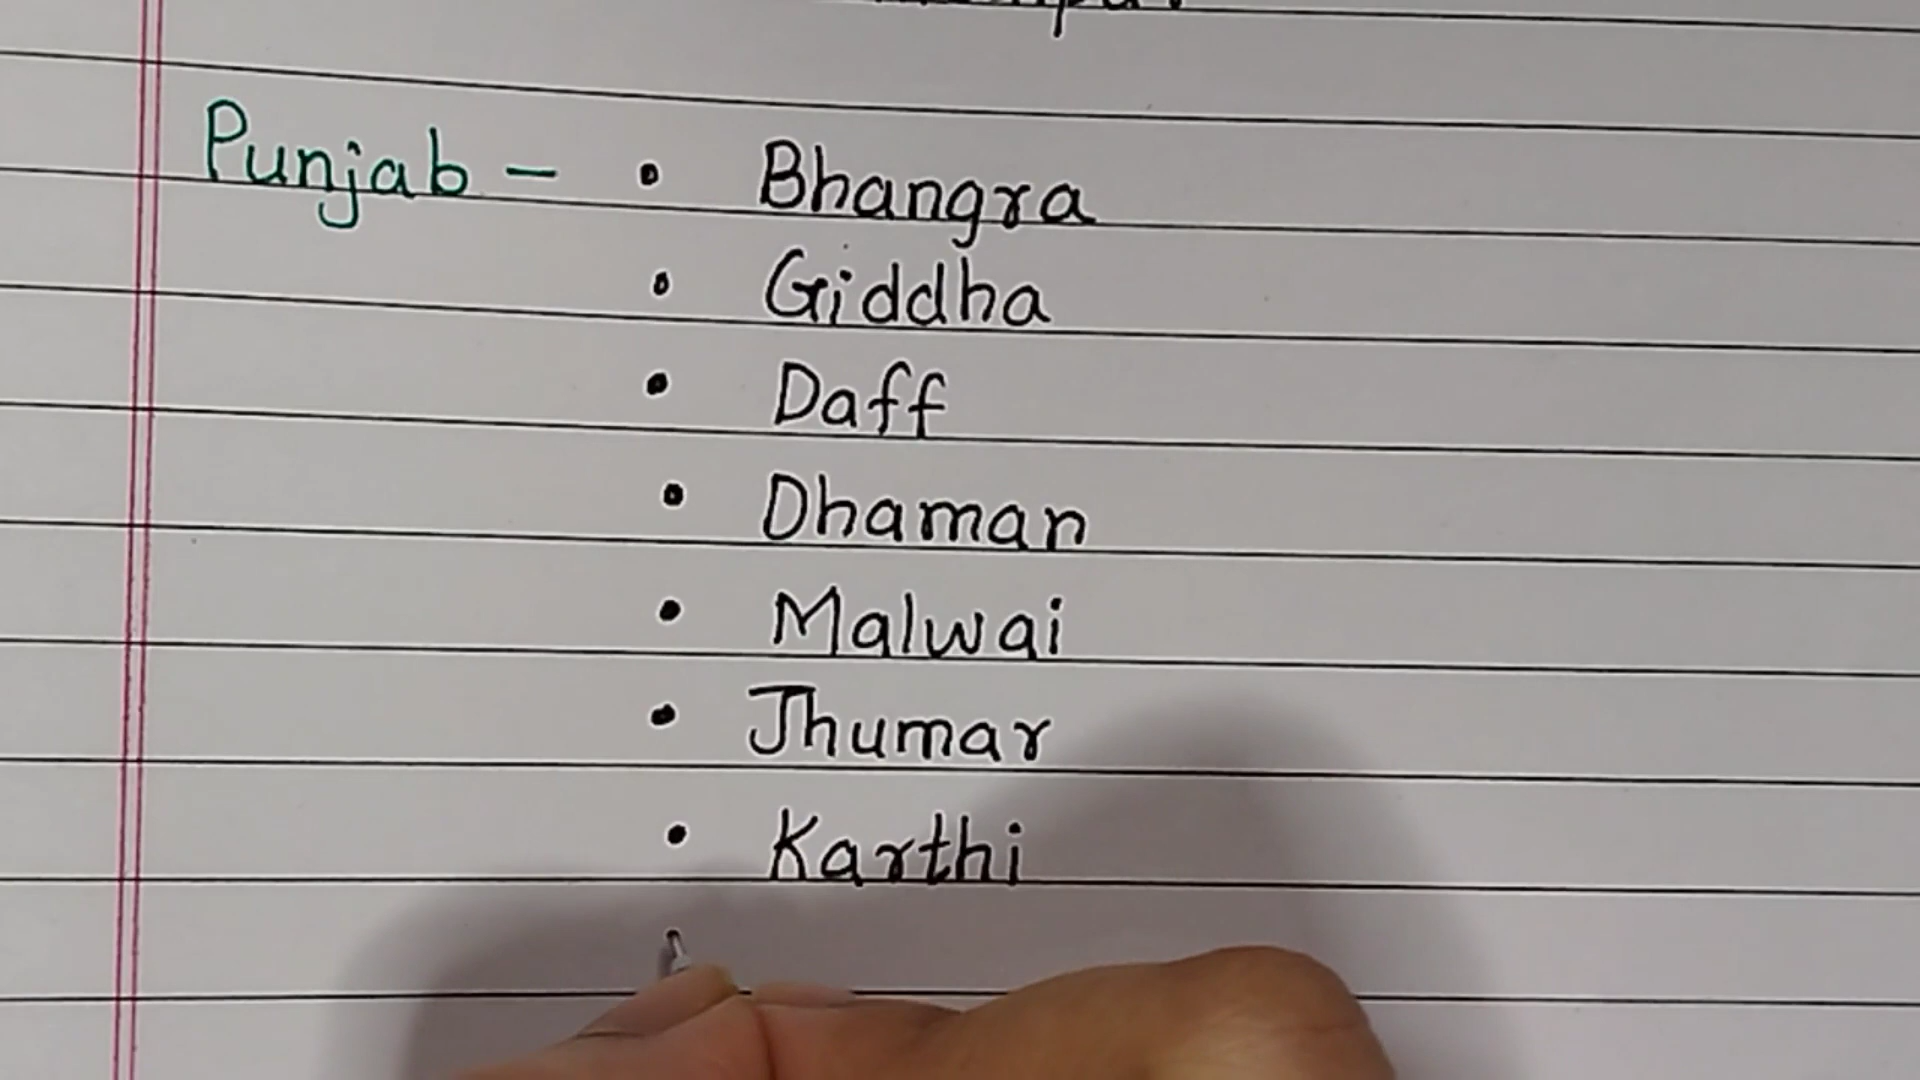 Punjab - • Bhangra
• Giddha
• Daff
• Dhaman
• Malwai
• Jhumar
• Karthi